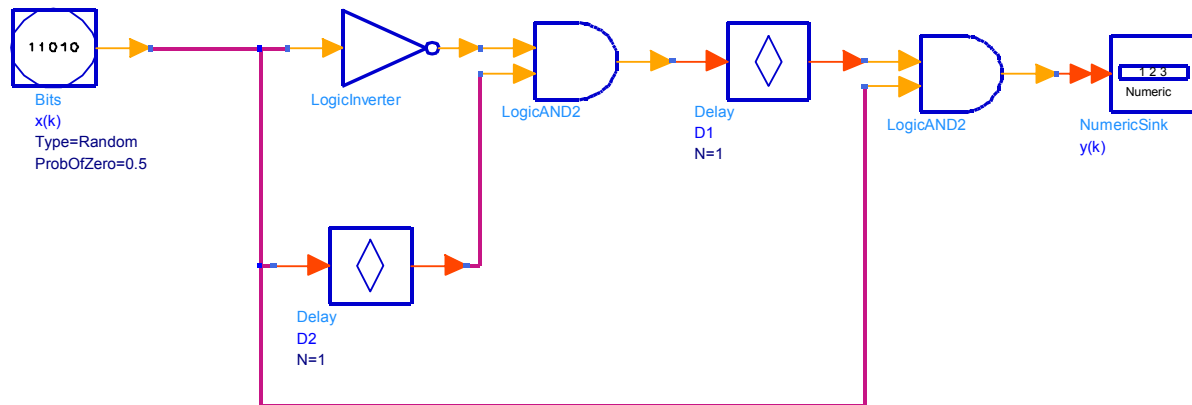 11010
Bits
x(k)
Type=Random
ProbOfZero=0.5
LogicInverter
LogicAND2
Delay
D1
N=1
LogicAND2
1 2 3
Numeric
NumericSink
y(k)
Delay
D2
N=1